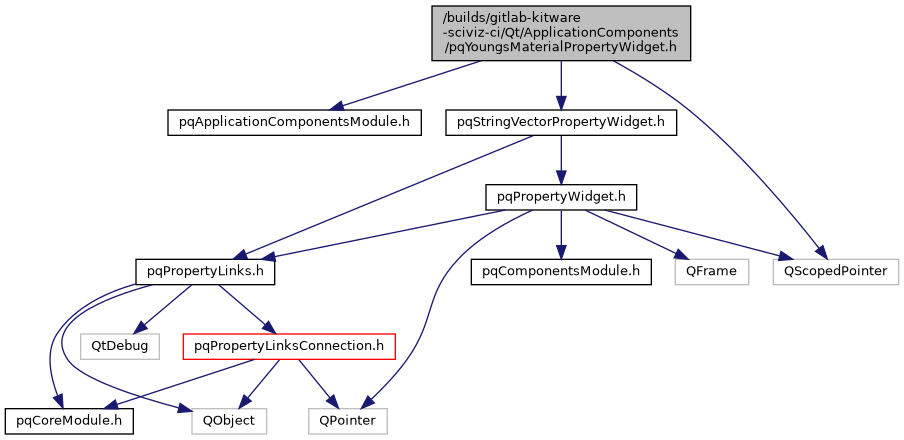 /builds/gitlab-kitware
-sciviz-ci/Qt/ApplicationComponents
/pqYoungsMaterialPropertyWidget.h
pqApplicationComponentsModule.h
pqStringVectorPropertyWidget.h
pqPropertyWidget.h
pqPropertyLinks.h
pqComponentsModule.h
QFrame
QScopedPointer
QtDebug
pqPropertyLinksConnection.h
pqCoreModule.h
QObject
QPointer